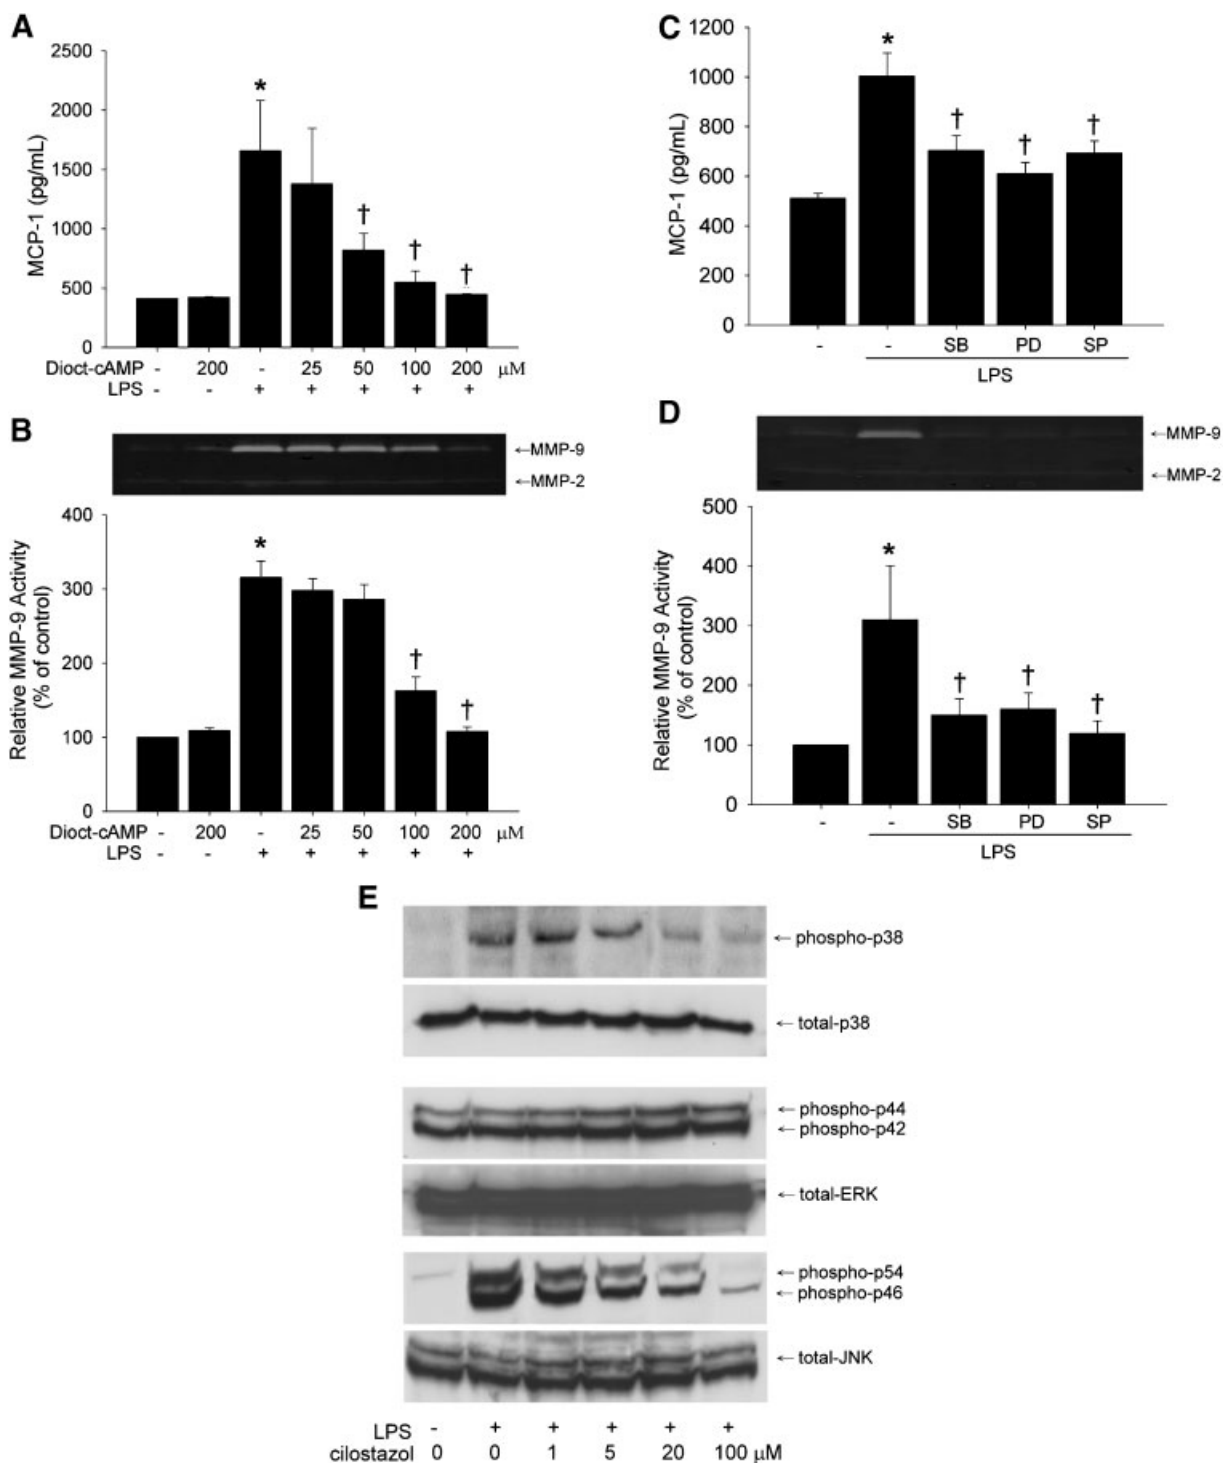 A
2500
2000
1500
1000
500
0
MCP-1 (pg/mL)
*
†
†
†
Dioct-cAMP - 200 - 25 50 100 200 μM
LPS - - + + + + +
B
←MMP-9
←MMP-2
400
300
200
100
0
Relative MMP-9 Activity
(% of control)
*
†
†
Dioct-cAMP - 200 - 25 50 100 200 μM
LPS - - + + + + +
C
1200
1000
800
600
400
200
0
MCP-1 (pg/mL)
*
†
†
†
- - SB PD SP
LPS
D
←MMP-9
←MMP-2
500
400
300
200
100
0
Relative MMP-9 Activity
(% of control)
*
†
†
†
- - SB PD SP
LPS
E
← phospho-p38
← total-p38
← phospho-p44
← phospho-p42
← total-ERK
← phospho-p54
← phospho-p46
← total-JNK
LPS - + + + + +
cilostazol 0 0 1 5 20 100 μM